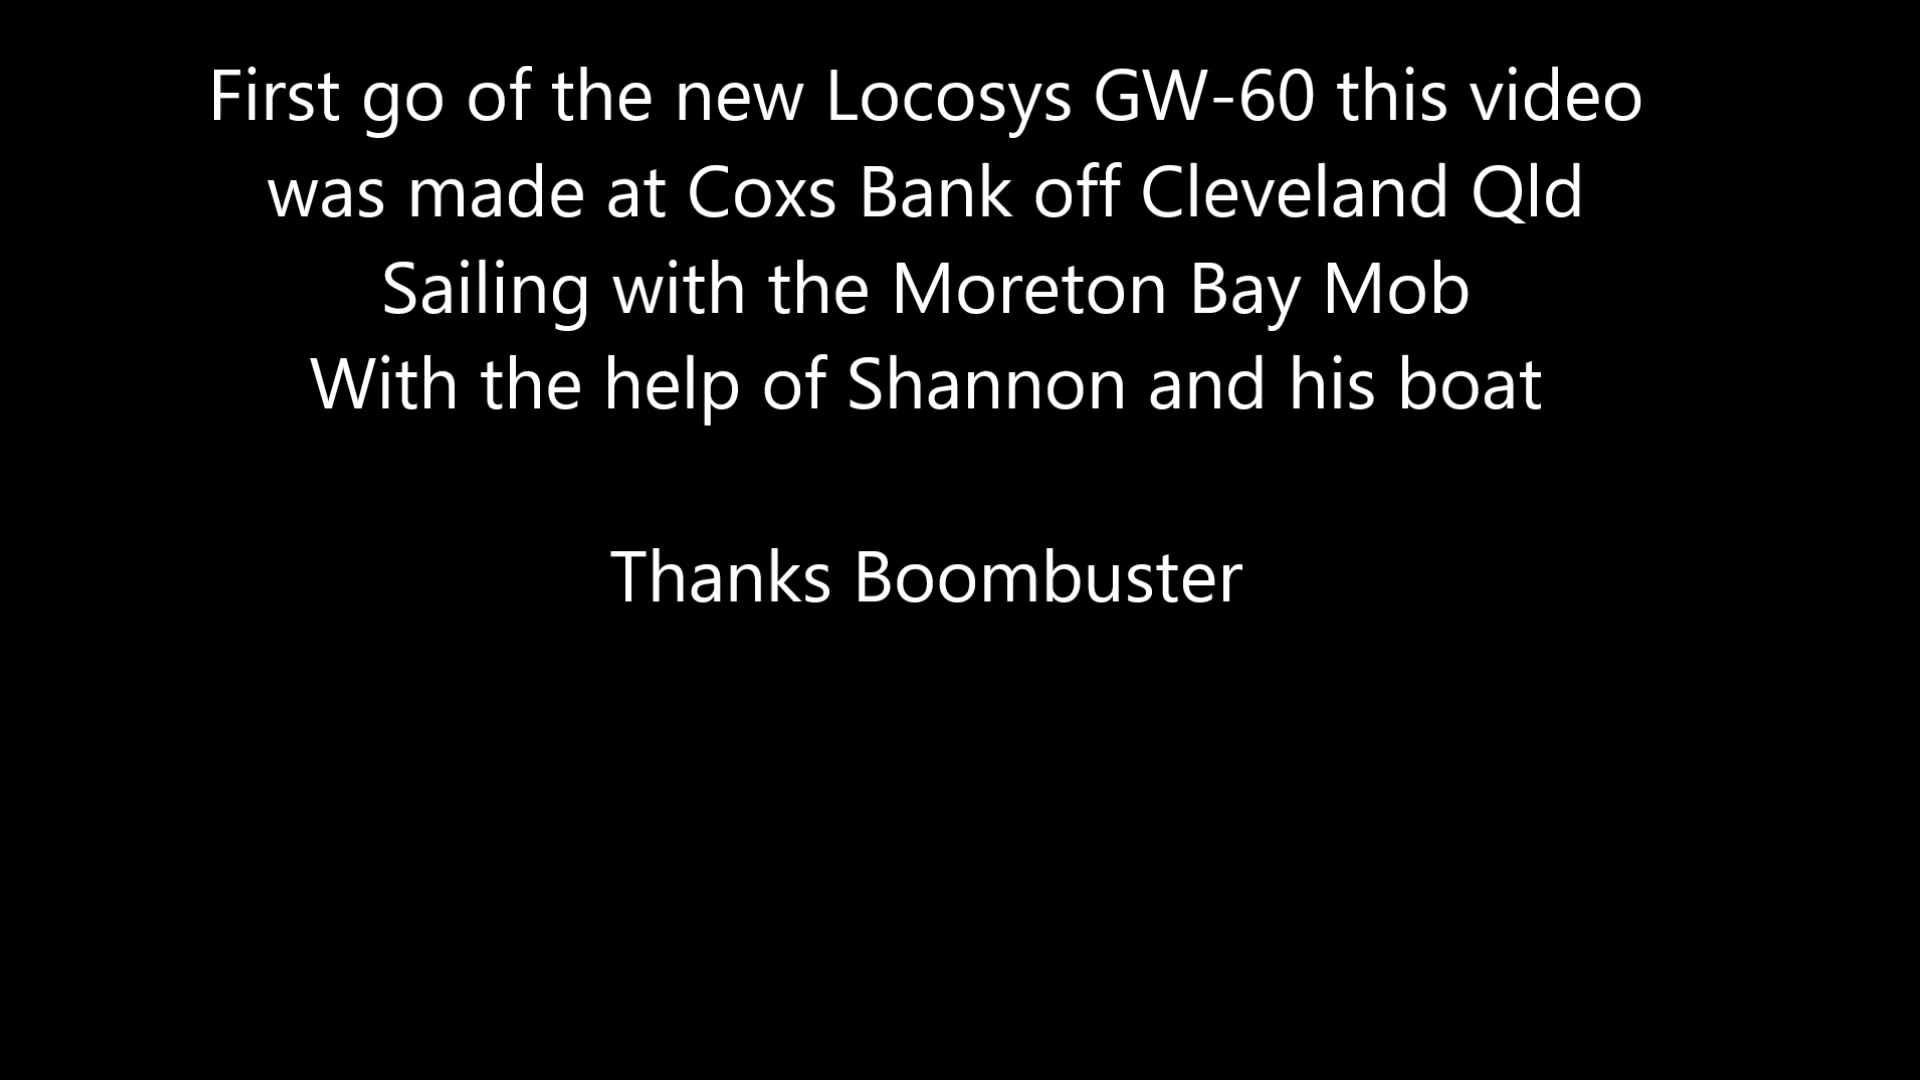 First go of the new Locosys GW-60 this video
was made at Coxs Bank off Cleveland Qld
Sailing with the Moreton Bay Mob
With the help of Shannon and his boat
Thanks Boombuster